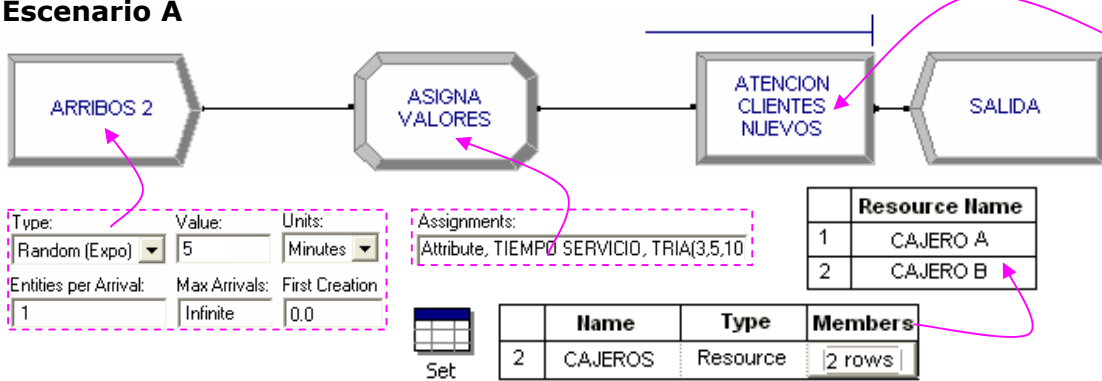 Escenario A
ARRIBOS 2
ASIGNA
VALORES
ATENCION
CLIENTES
NUEVOS
SALIDA
Type:
Value:
Units:
Random (Expo)
5
Minutes
Entities per Arrival:
Max Arrivals:
First Creation
1
Infinite
0.0
Assignments:
Attribute, TIEMPO SERVICIO, TRIA(3,5,10
Resource Name
1 CAJERO A
2 CAJERO B
Set
Name Type Members
2 CAJEROS Resource 2 rows